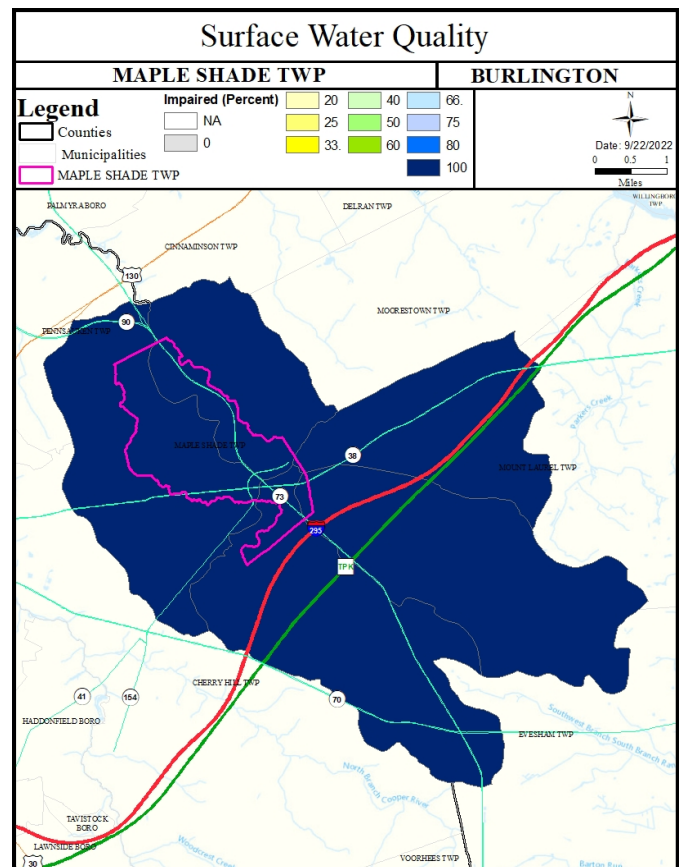 Surface Water Quality
MAPLE SHADE TWP
BURLINGTON
Legend
Counties
Municipalities
MAPLE SHADE TWP
Impaired (Percent)
NA
0
20
25
33.
40
50
60
66.
75
80
100
N
Date: 9/22/2022
0 0.5 1
Miles
PALMYRA BORO
DELRAN TWP
WILLINGBORO
TWP
CINNAMINSON TWP
130
MOORESTOWN TWP
90
Parkers Creek
MAPLE SHADE TWP
38
MOUNT LAUREL TWP
73
295
TPK
CHERRY HILL TWP
41
154
70
HADDONFIELD BORO
EVESHAM TWP
North Branch Cooper River
TAVISTOCK
BORO
LAWNSIDE BORO
30
Woodcrest Creek
VOORHEES TWP